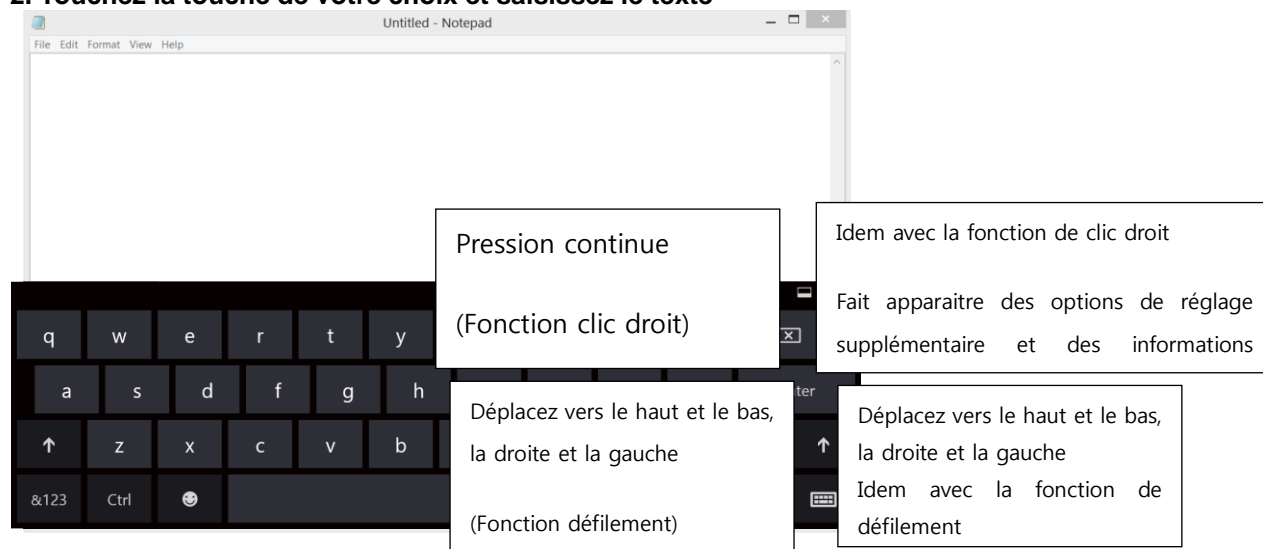 2. Touchez la touche de votre choix et saisissez le texte
Untitled - Notepad
File Edit Format View Help
Pression continue
(Fonction clic droit)
Idem avec la fonction de clic droit
Fait apparaitre des options de réglage
supplémentaire et des informations
q w e r t y
a s d f g h
z x c v b
&123 Ctrl
Déplacez vers le haut et le bas,
la droite et la gauche
(Fonction défilement)
Déplacez vers le haut et le bas,
la droite et la gauche
Idem avec la fonction de
défilement